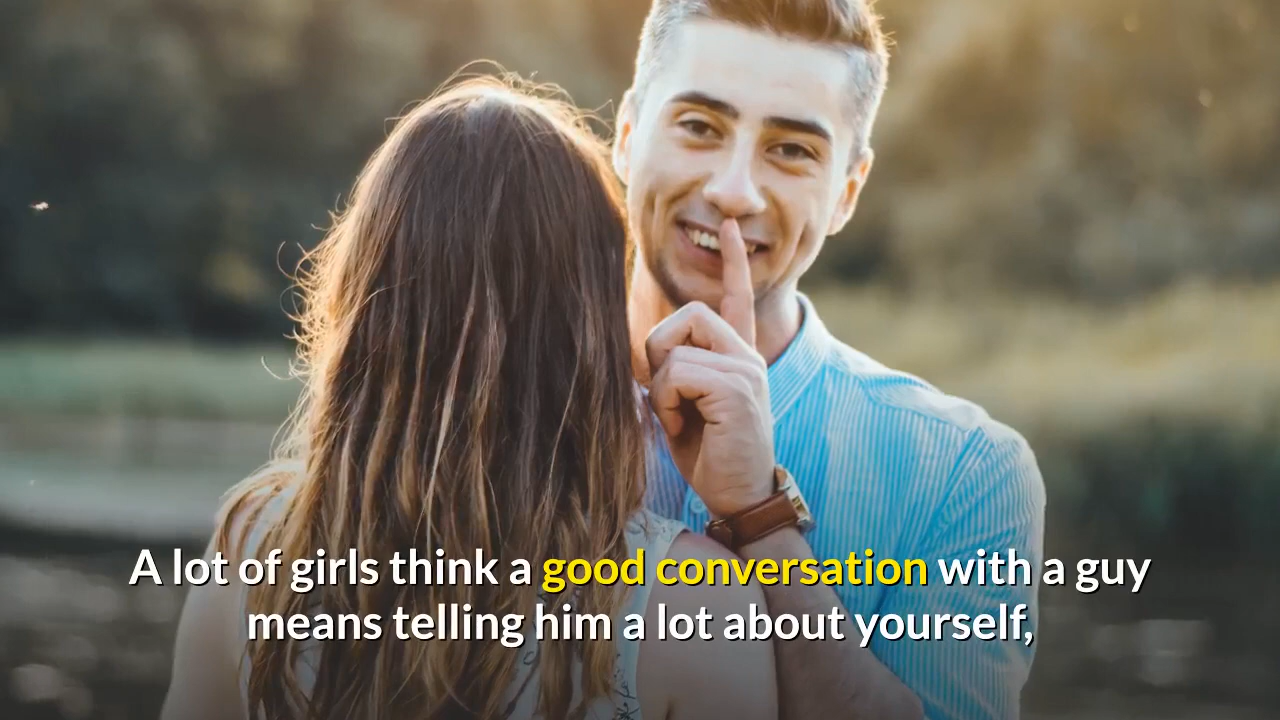 A lot of girls think a good conversation with a guy
means telling him a lot about yourself,